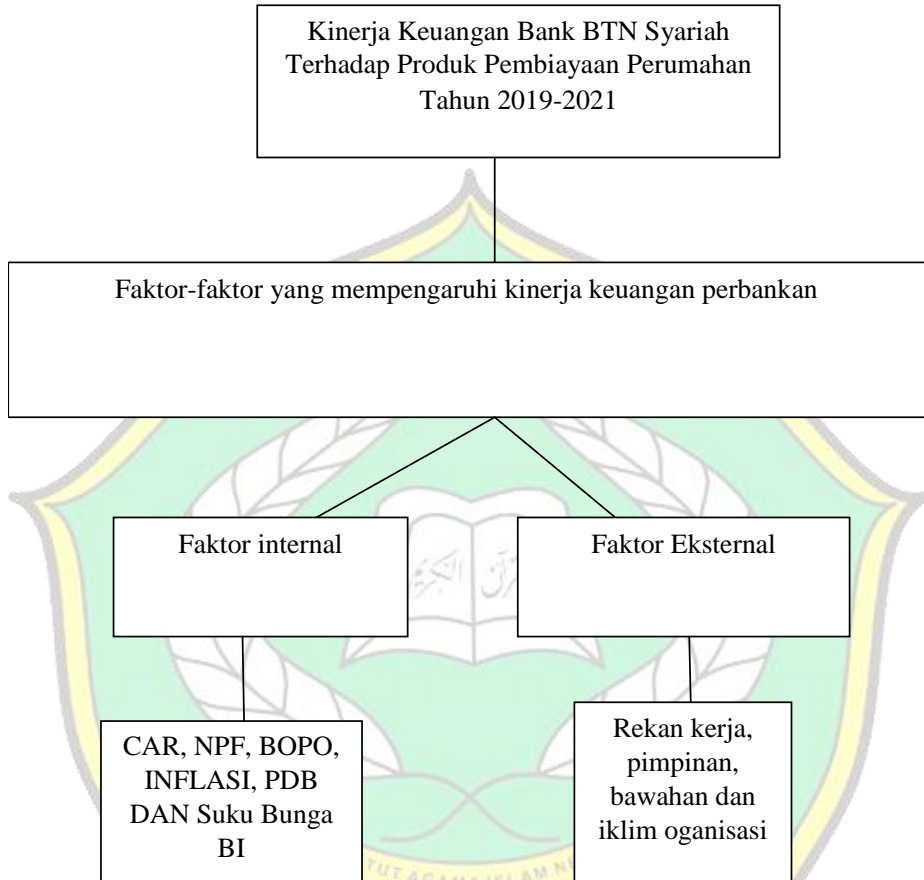 Kinerja Keuangan Bank BTN Syariah
Terhadap Produk Pembiayaan Perumahan
Tahun 2019-2021
Faktor-faktor yang mempengaruhi kinerja keuangan perbankan
Faktor internal
Faktor Eksternal
CAR, NPF, BOPO,
INFLASI, PDB
DAN Suku Bunga
BI
Rekan kerja,
pimpinan,
bawahan dan
iklim oganisasi